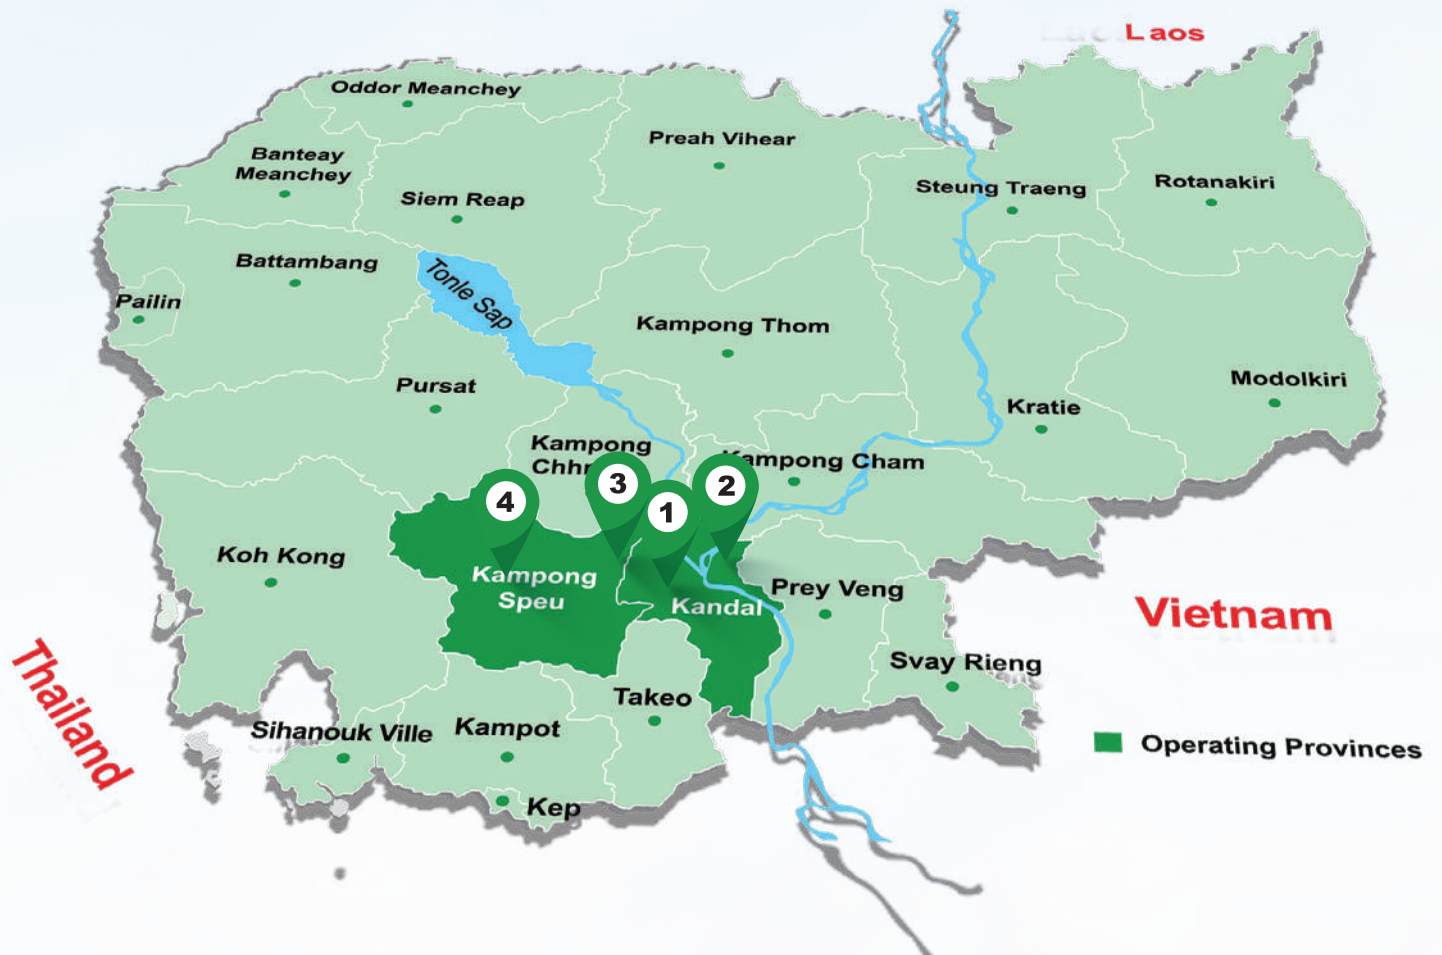 Laos
Oddor Meanchey
Preah Vihear
Banteay
Meanchey
Siem Reap
Steung Traeng
Rotanakiri
Battambang
Tonle Sap
Pailin
Kampong Thom
Pursat
Modolkiri
Kratie
Kampong
Kampong Cham
4
3
1
2
Koh Kong
Kampong
Speu
Kandal
Prey Veng
Vietnam
Svay Rieng
Thailand
Takeo
Sihanouk Ville
Kampot
Operating Provinces
Kep